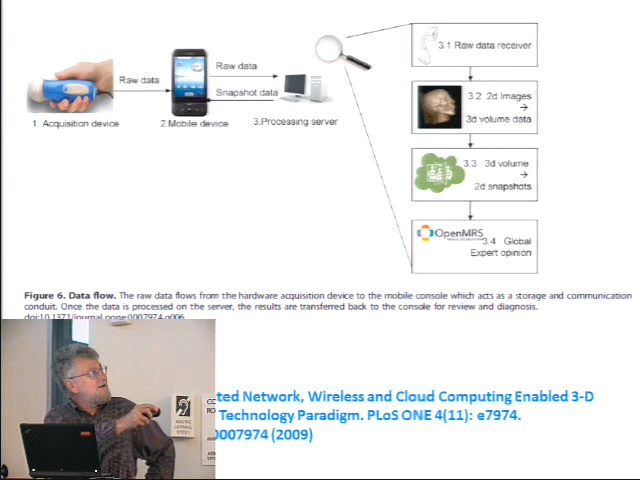 3.1 Raw data receiver
Raw data
Raw data
Snapshot data
3.2 2d Images
→
3d volume data
1. Acquisition device
2.Mobile device
3.Processing server
3.3 3d volume
→
2d snapshots
OpenMRS
3.4 Global
Expert opinion
Figure 6. Data flow. The raw data flows from the hardware acquisition device to the mobile console which acts as a storage and communication
conduit. Once the data is processed on the server, the results are transferred back to the console for review and diagnosis.
doi:10.1371/journal.pone.0007974.g006
ted Network, Wireless and Cloud Computing Enabled 3-D
Technology Paradigm. PLoS ONE 4(11): e7974.
0007974 (2009)